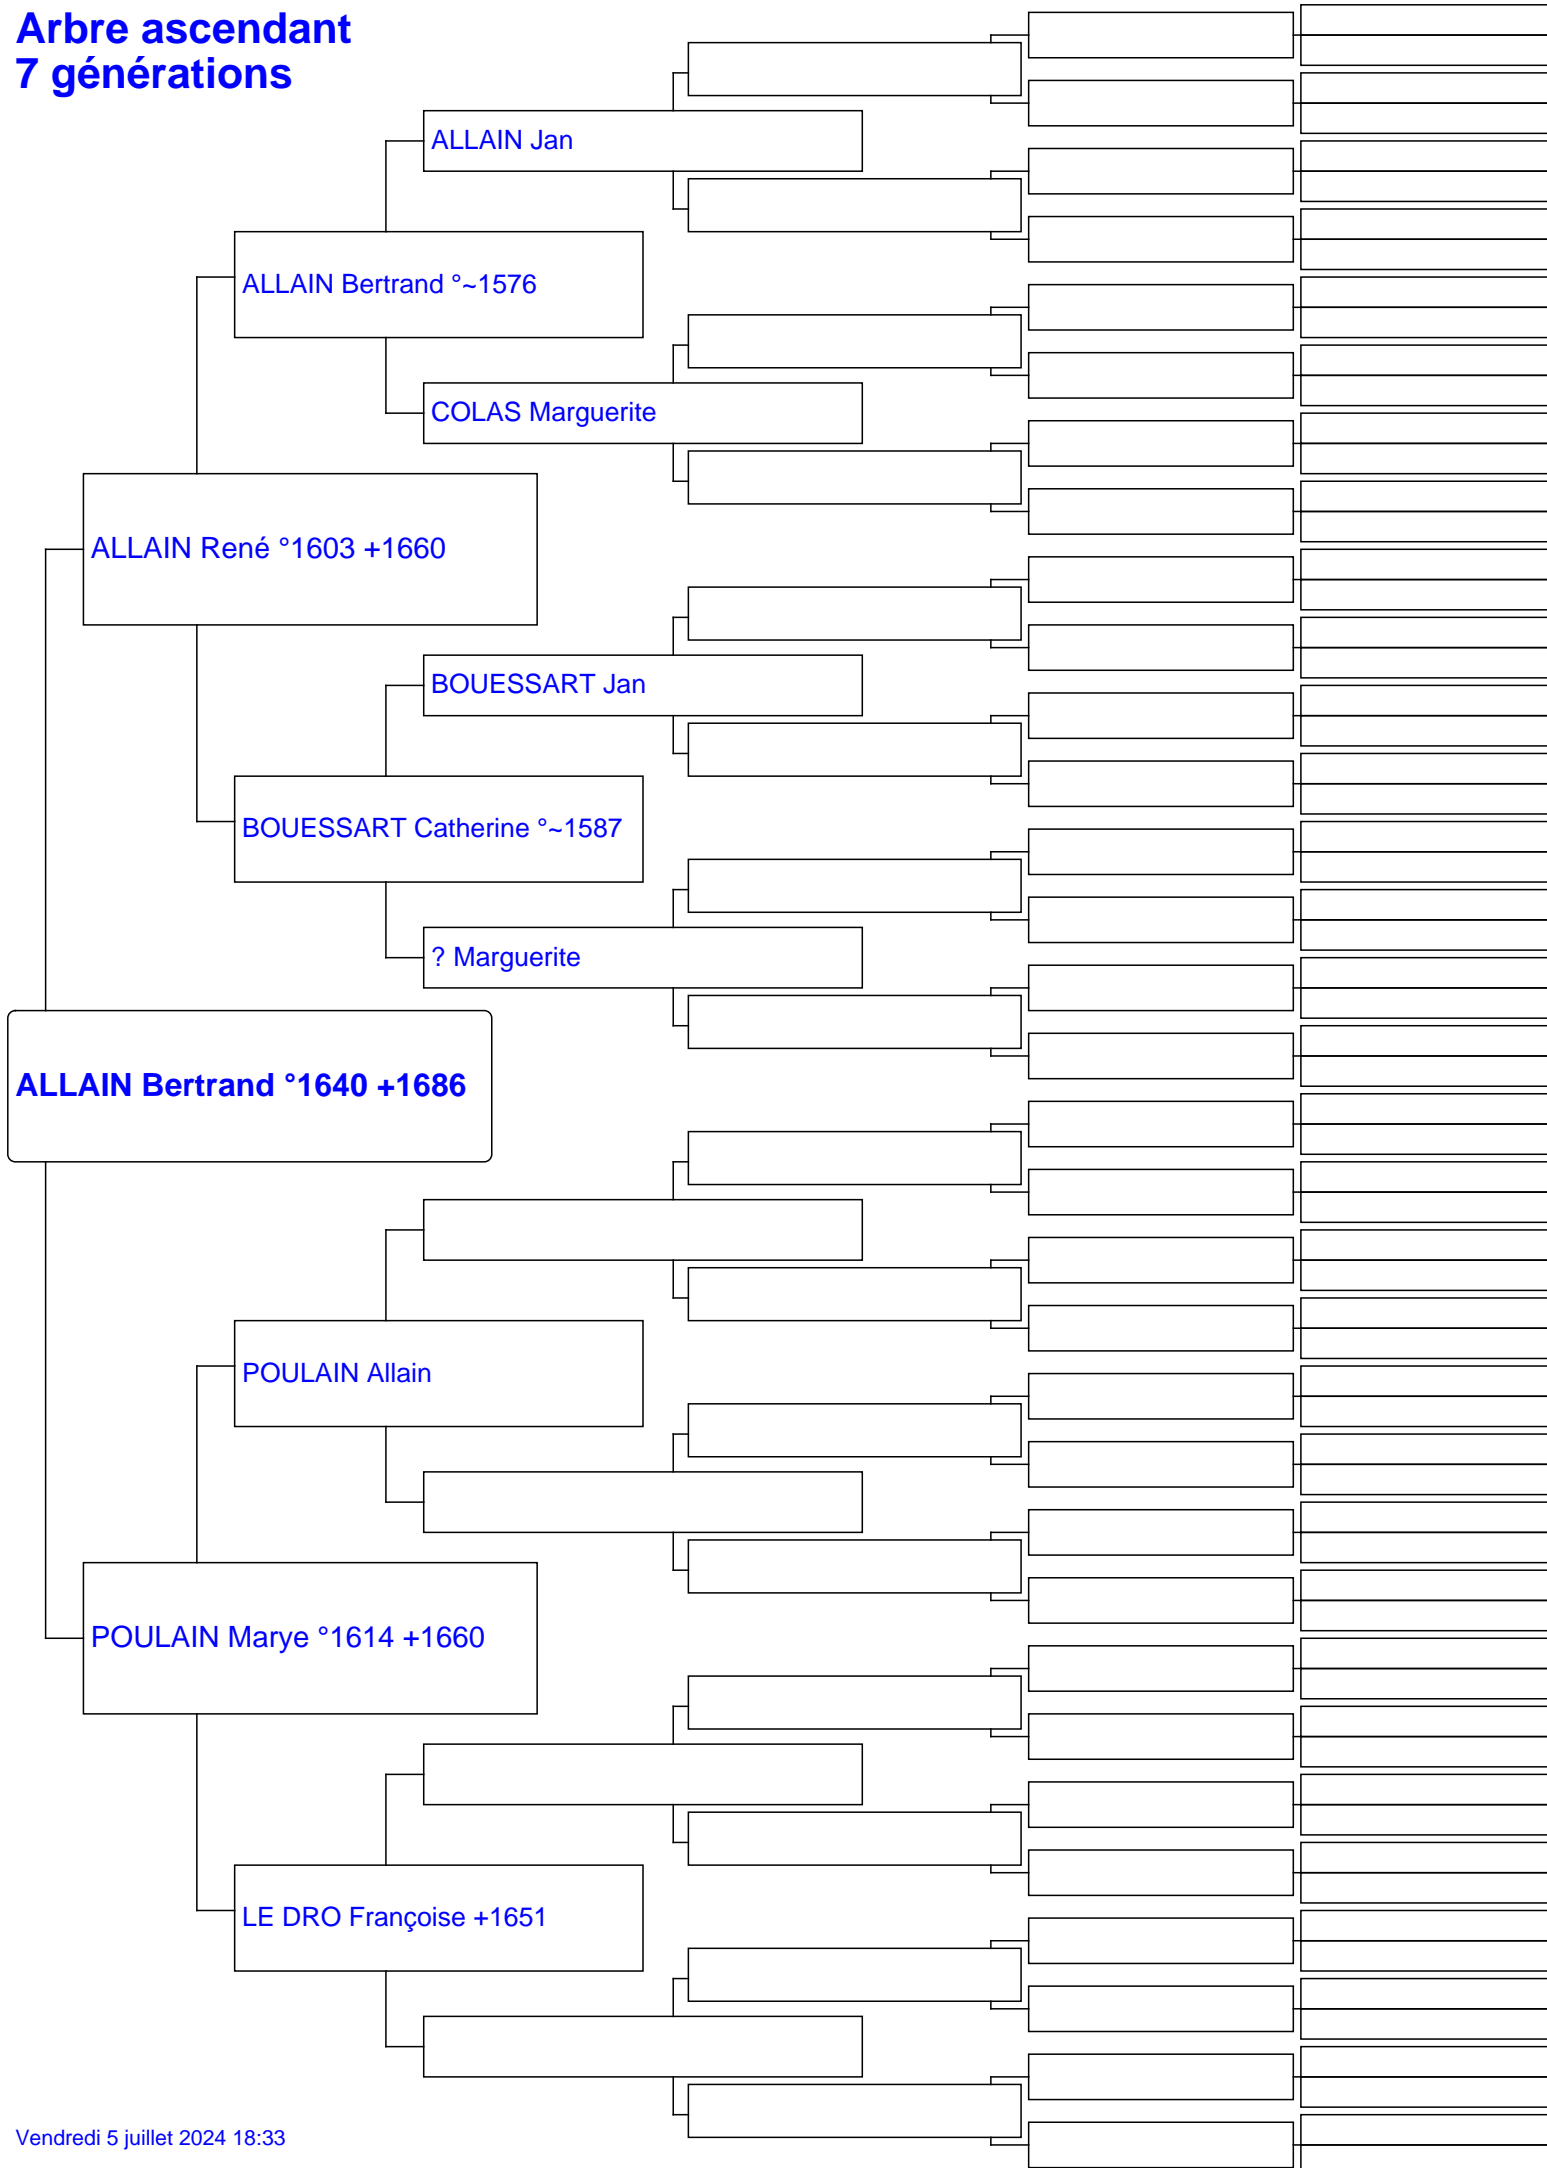 Arbre ascendant
7 générations
ALLAIN Jan
ALLAIN Bertrand °~1576
COLAS Marguerite
ALLAIN René °1603 +1660
BOUESSART Jan
BOUESSART Catherine °~1587
? Marguerite
ALLAIN Bertrand °1640 +1686
POULAIN Allain
POULAIN Marye °1614 +1660
LE DRO Françoise +1651
Vendredi 5 juillet 2024 18:33